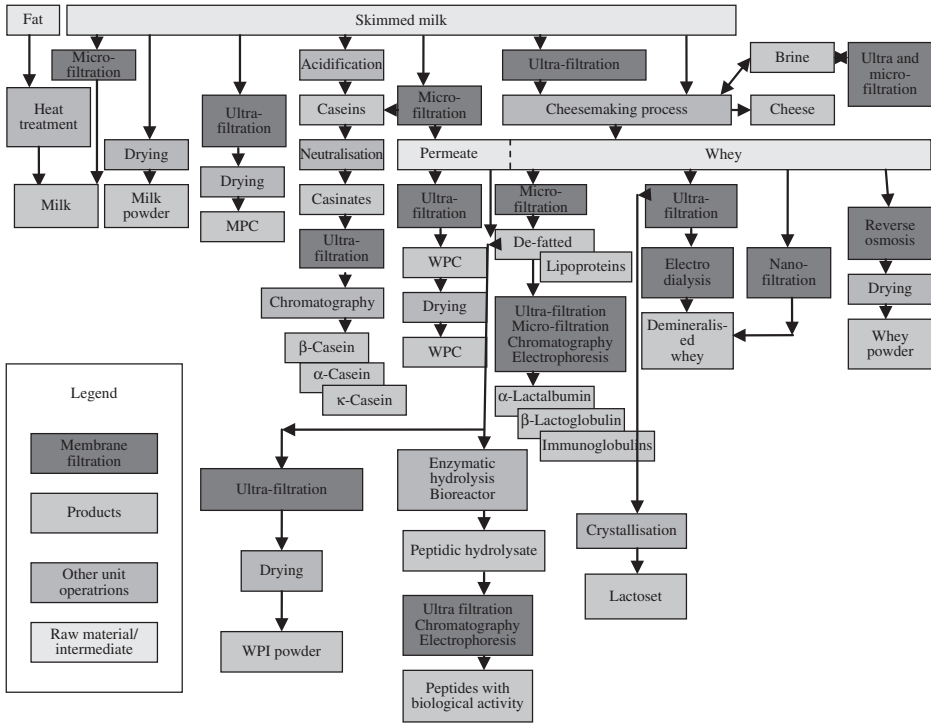 Fat
Skimmed milk
Micro-
filtration
Acidification
Ultra-filtration
Brine
Ultra and
micro-
filtration
Heat
treatment
Ultra-
filtration
Caseins
Micro-
filtration
Cheesemaking process
Cheese
Drying
Neutralisation
Permeate
Whey
Milk
Milk
powder
Drying
MPC
Casinates
Ultra-
filtration
Micro-
filtration
Ultra-
filtration
Reverse
osmosis
Ultra-
filtration
WPC
De-fatted
Lipoproteins
Electro
dialysis
Nano-
filtration
Drying
Chromatography
Drying
Ultra-filtration
Micro-filtration
Chromatography
Electrophoresis
Demineralis-
ed
whey
Whey
powder
β-Casein
α-Casein
κ-Casein
WPC
α-Lactalbumin
β-Lactoglobulin
Immunoglobulins
Legend
Membrane
filtration
Products
Other unit
operatrions
Raw material/
intermediate
Ultra-filtration
Drying
WPI powder
Enzymatic
hydrolysis
Bioreactor
Peptidic hydrolysate
Ultra filtration
Chromatography
Electrophoresis
Peptides with
biological activity
Crystallisation
Lactoset